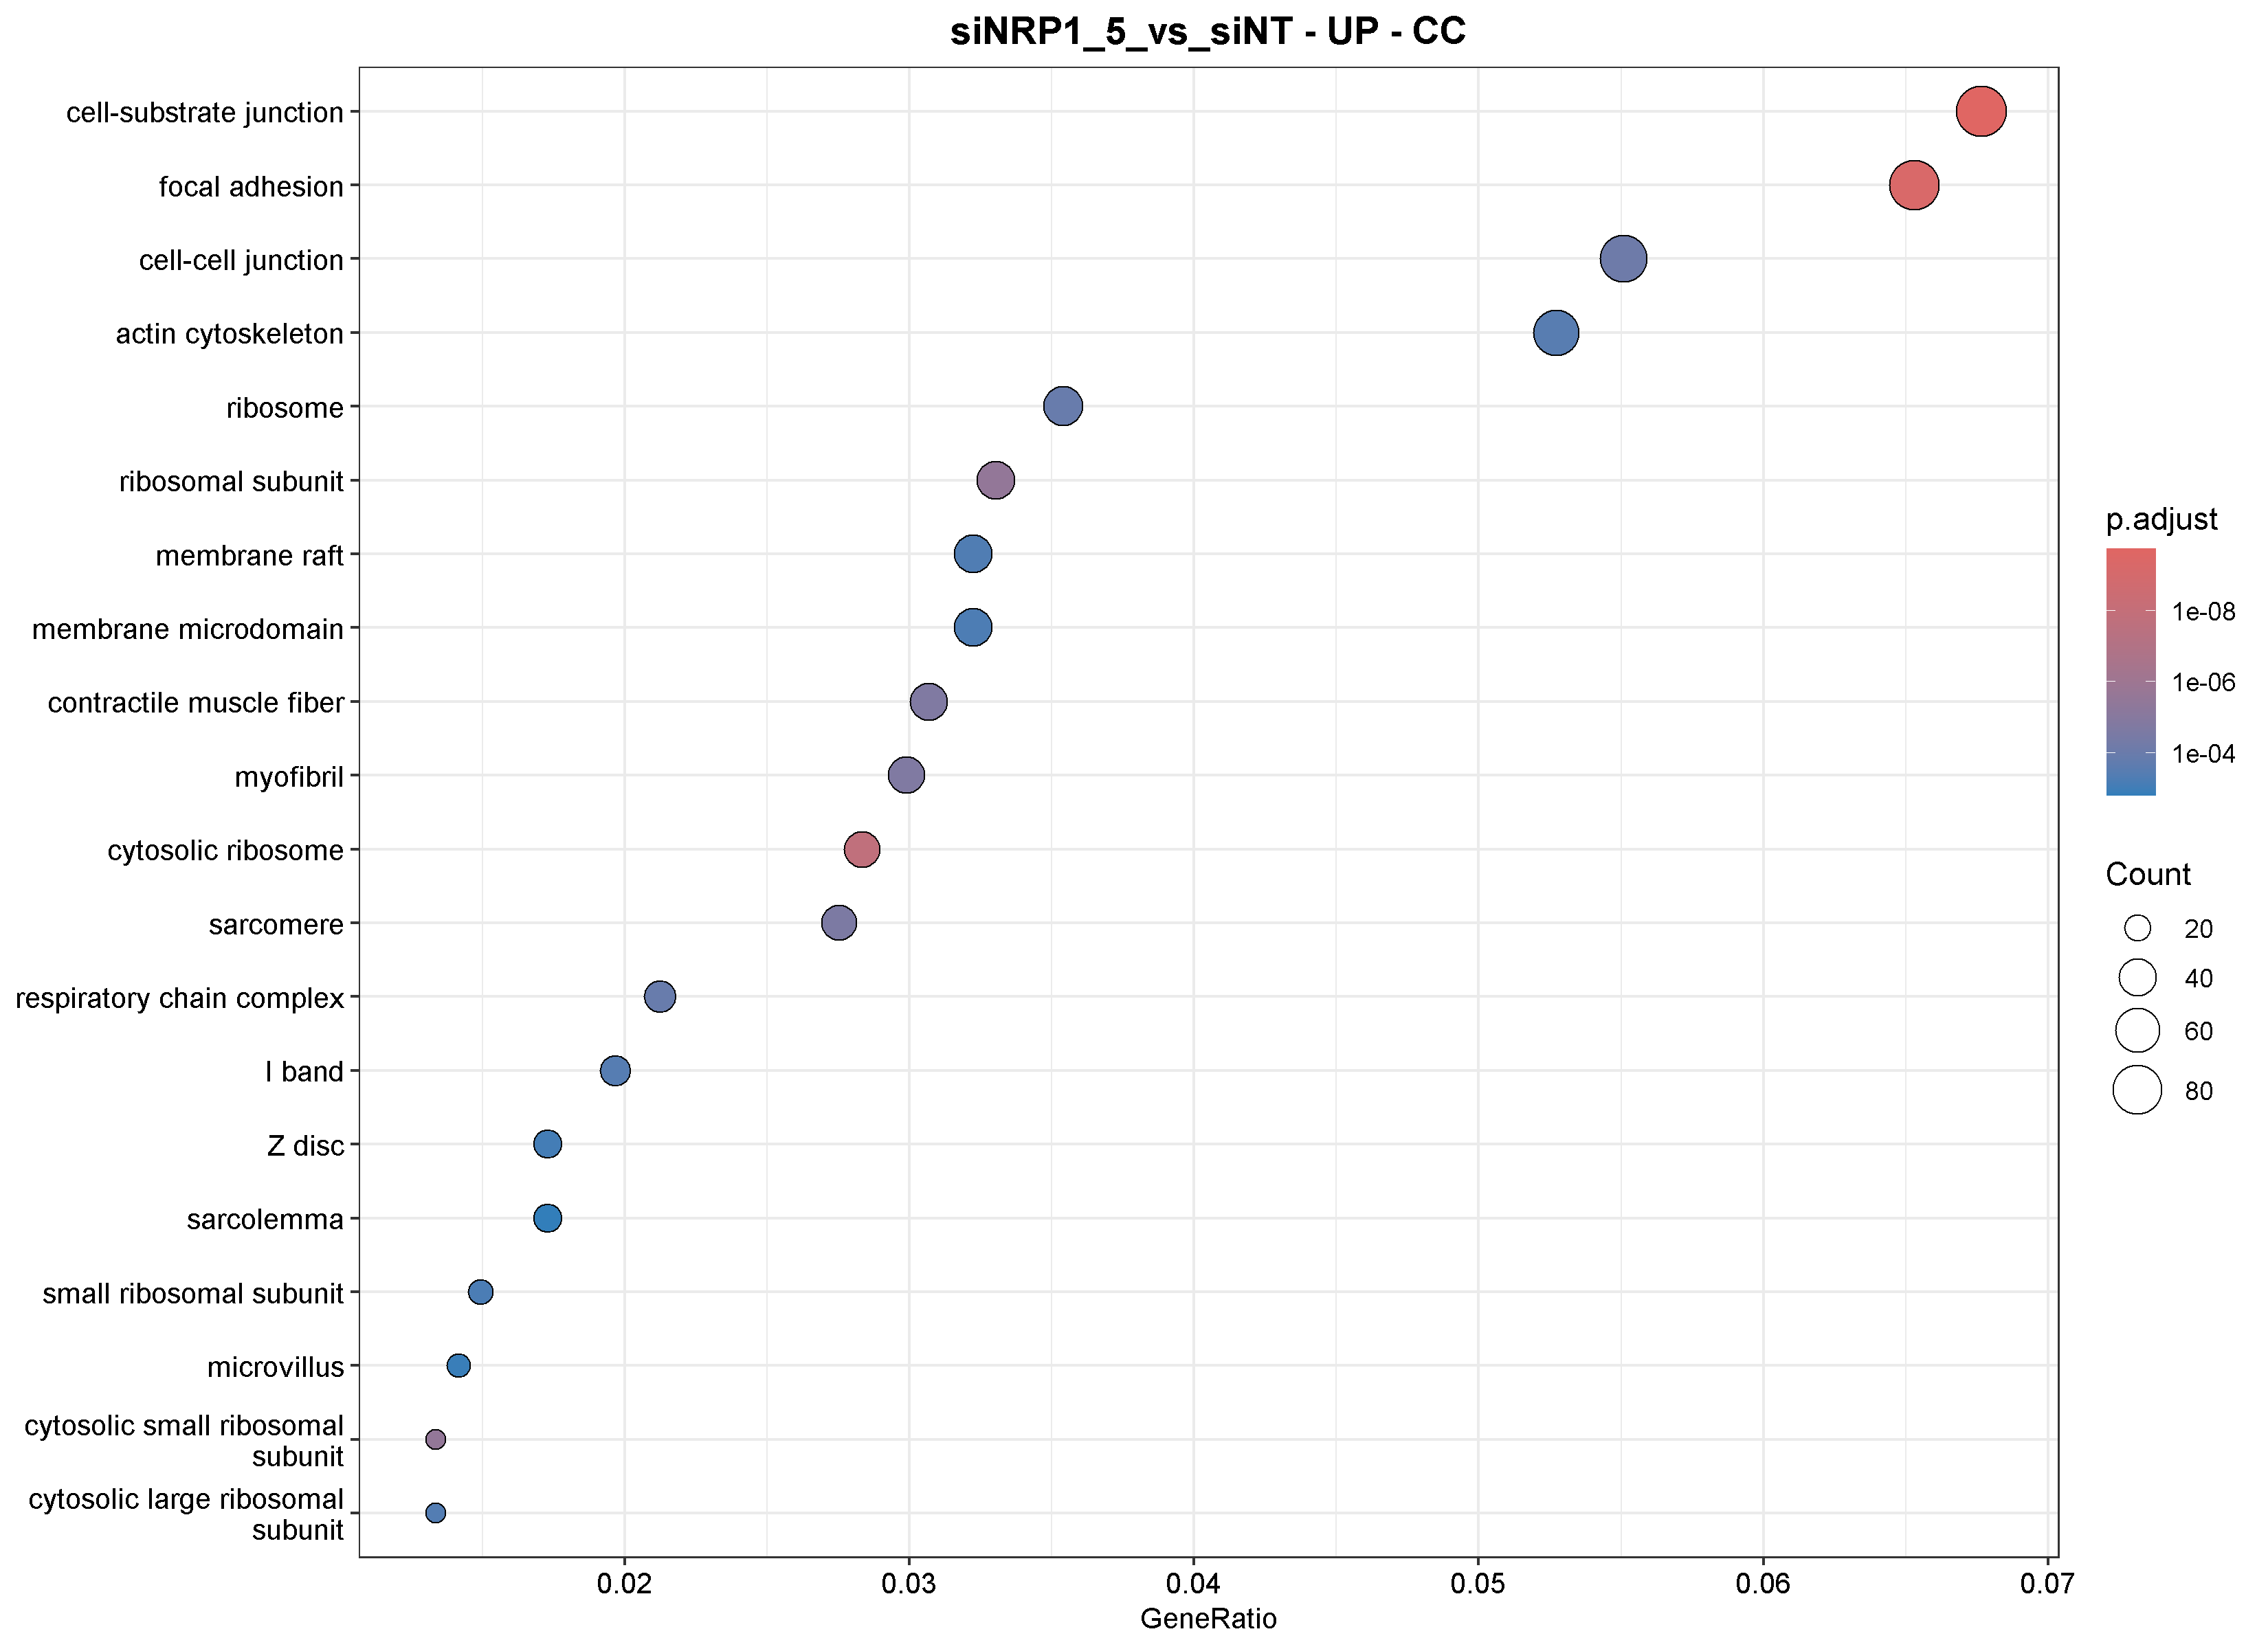 siNRP1_5_vs_siNT - UP - CC
cell-substrate junction
focal adhesion
cell-cell junction
actin cytoskeleton
ribosome
ribosomal subunit
membrane raft
membrane microdomain
contractile muscle fiber
myofibril
cytosolic ribosome
sarcomere
respiratory chain complex
I band
Z disc
sarcolemma
small ribosomal subunit
microvillus
cytosolic small ribosomal
subunit
cytosolic large ribosomal
subunit
0.02 0.03 0.04 0.05 0.06 0.07
GeneRatio
p.adjust
1e-08
1e-06
1e-04
Count
20
40
60
80